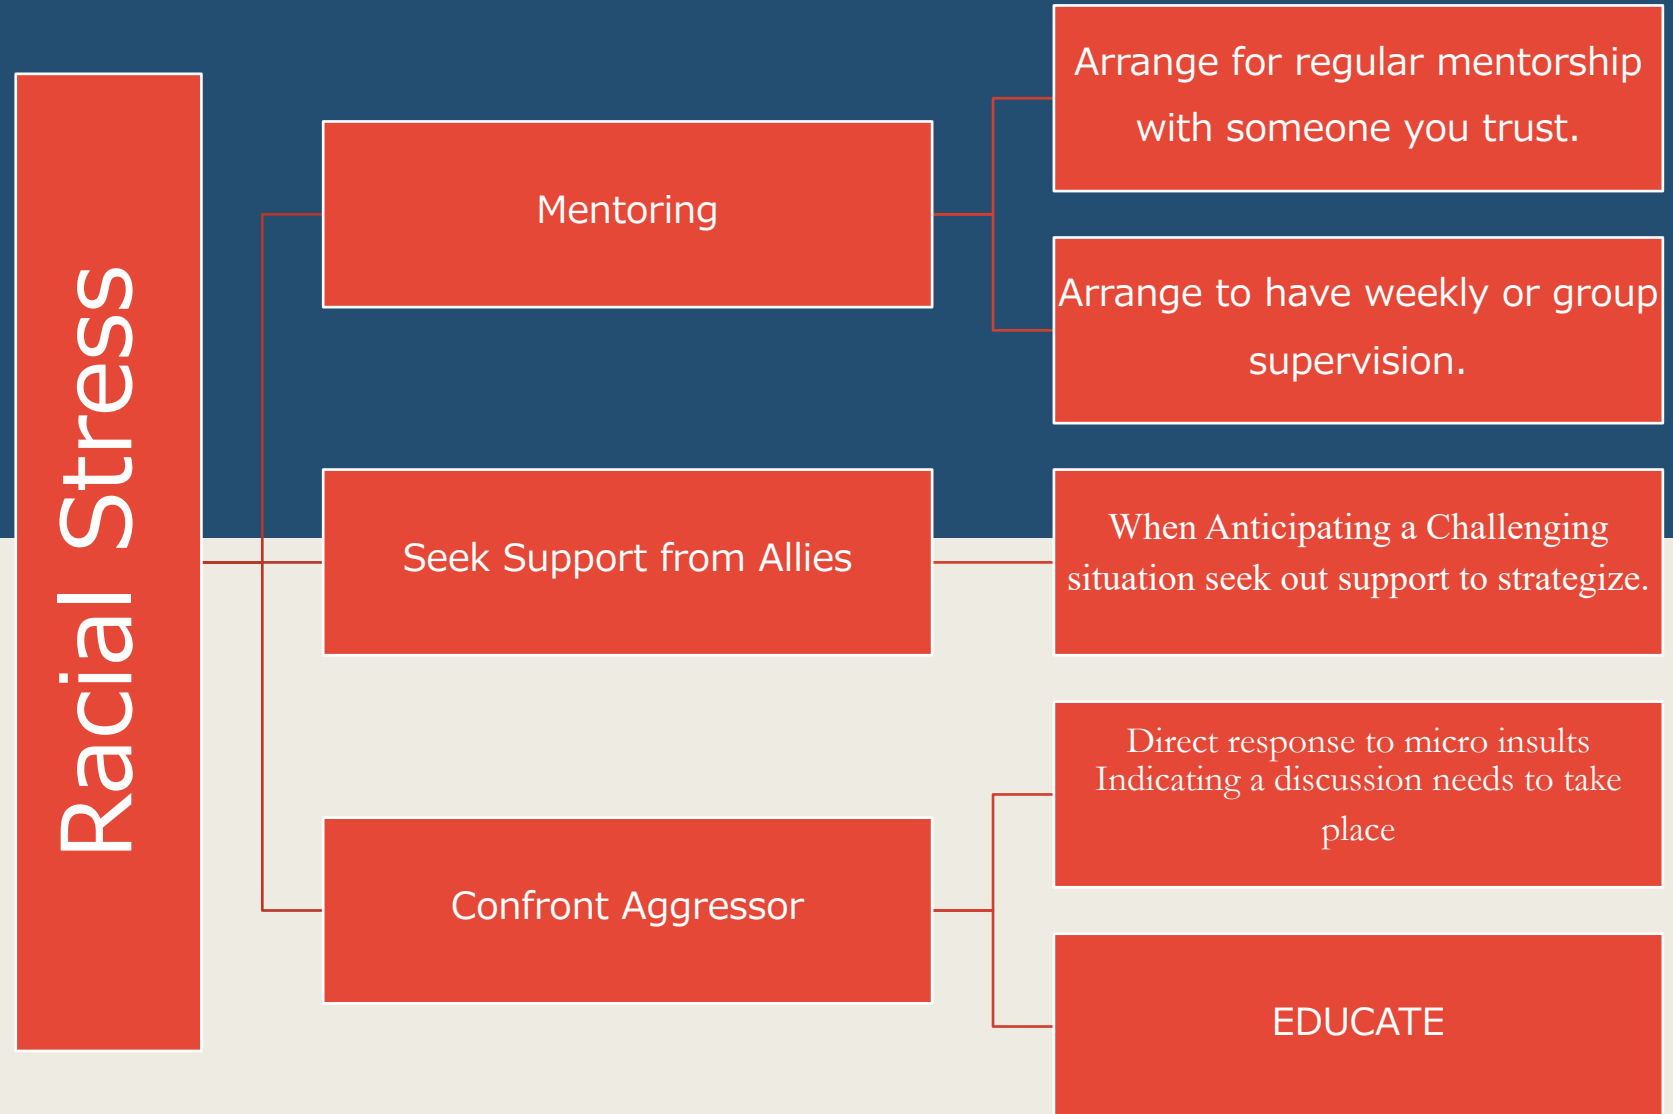 Racial Stress
Mentoring
Arrange for regular mentorship
with someone you trust.
Arrange to have weekly or group
supervision.
Seek Support from Allies
When Anticipating a Challenging
situation seek out support to strategize.
Confront Aggressor
Direct response to micro insults
Indicating a discussion needs to take
place
EDUCATE